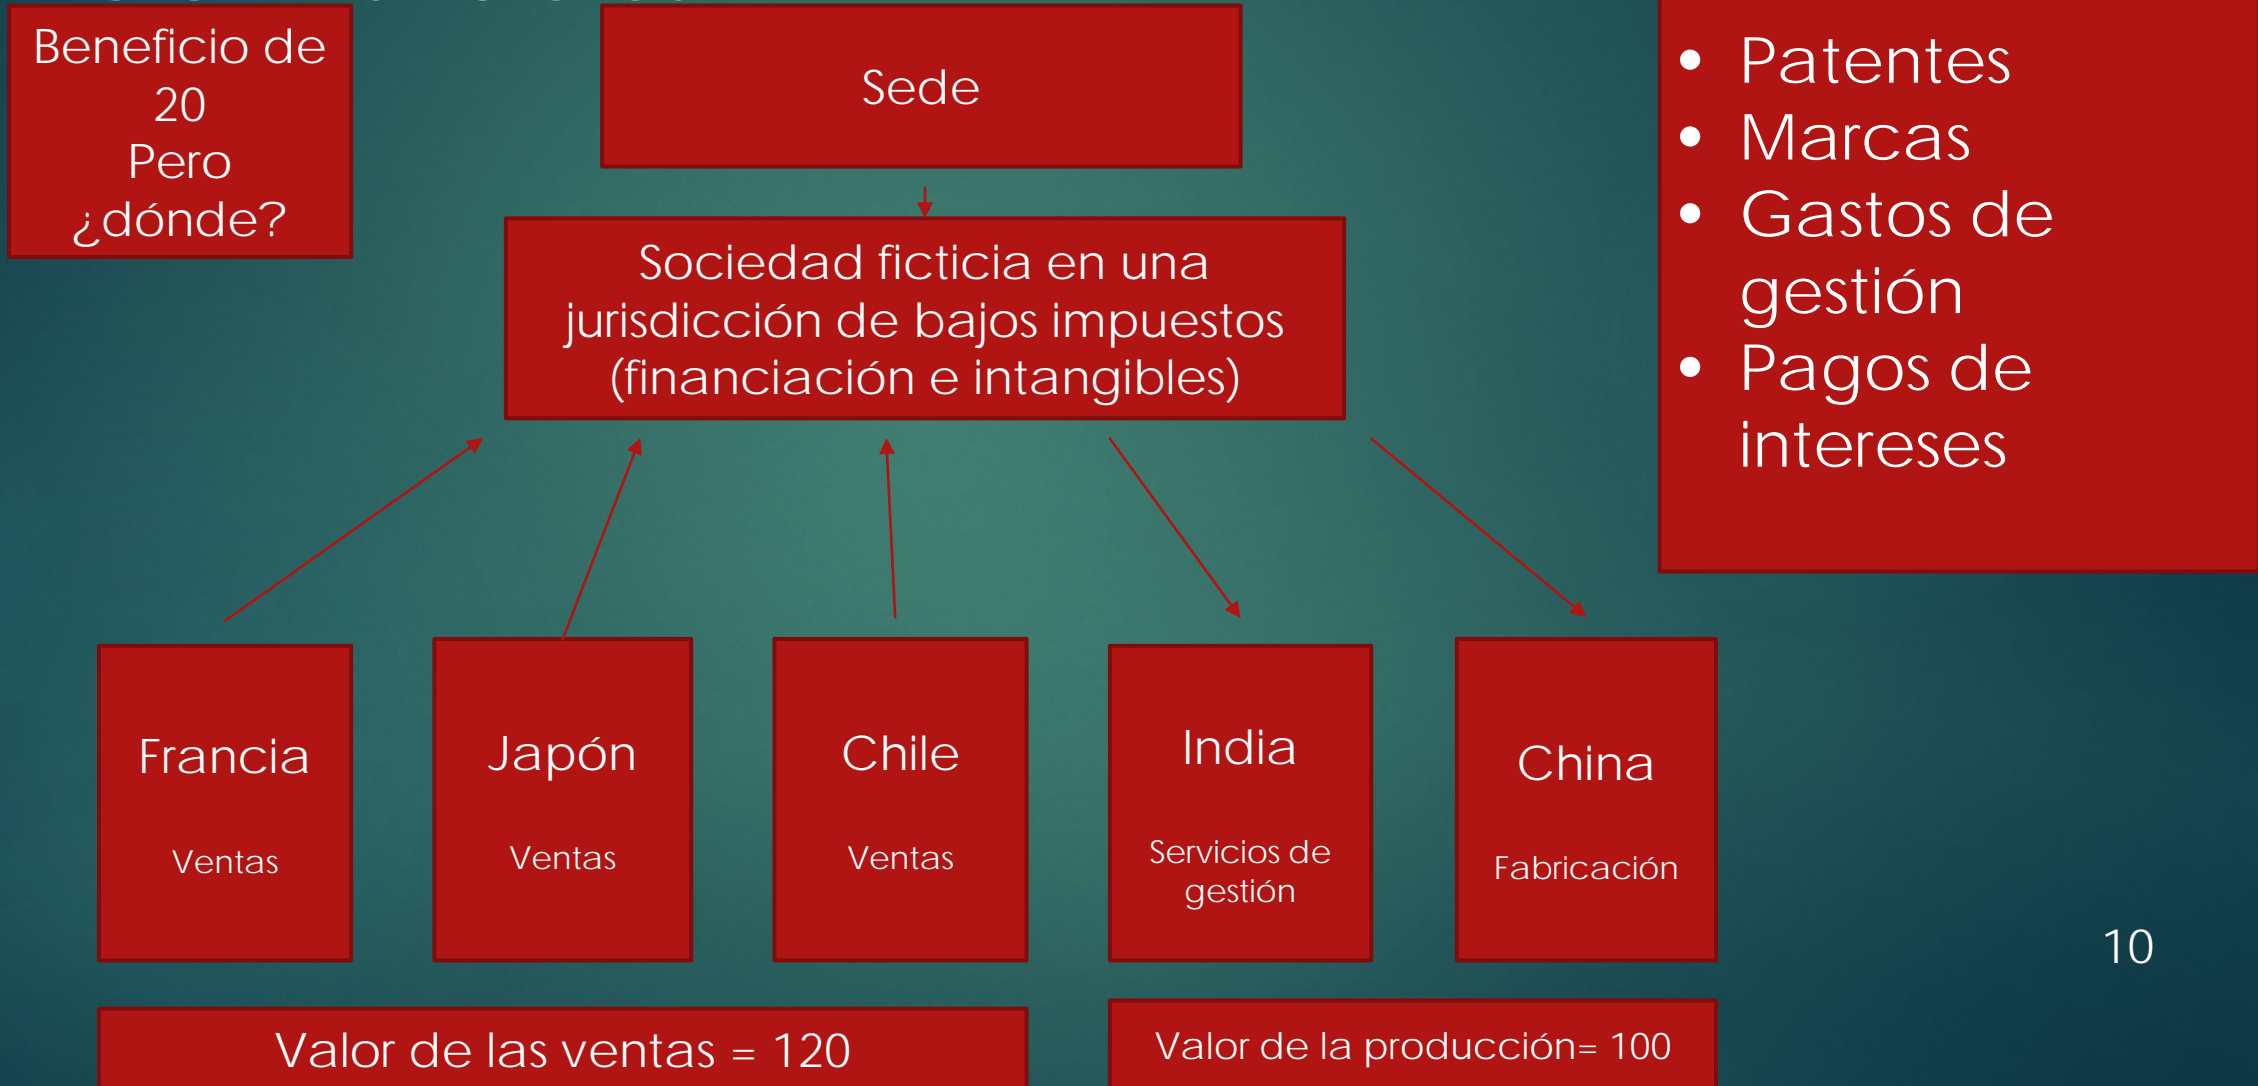 Beneficio de
20
Pero
¿dónde?
Sede
• Patentes
• Marcas
• Gastos de
gestión
• Pagos de
intereses
Sociedad ficticia en una
jurisdicción de bajos impuestos
(financiación e intangibles)
Francia
Ventas
Japón
Ventas
Chile
Ventas
India
Servicios de
gestión
China
Fabricación
10
Valor de las ventas = 120
Valor de la producción= 100